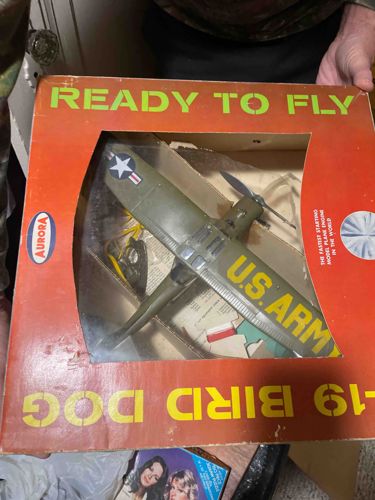 READY TO FLY
AURORA
THE FASTEST STARTING
MODEL PLANE ENGINE
IN THE WORLD
U.S. ARMY
-19 BIRD DOG